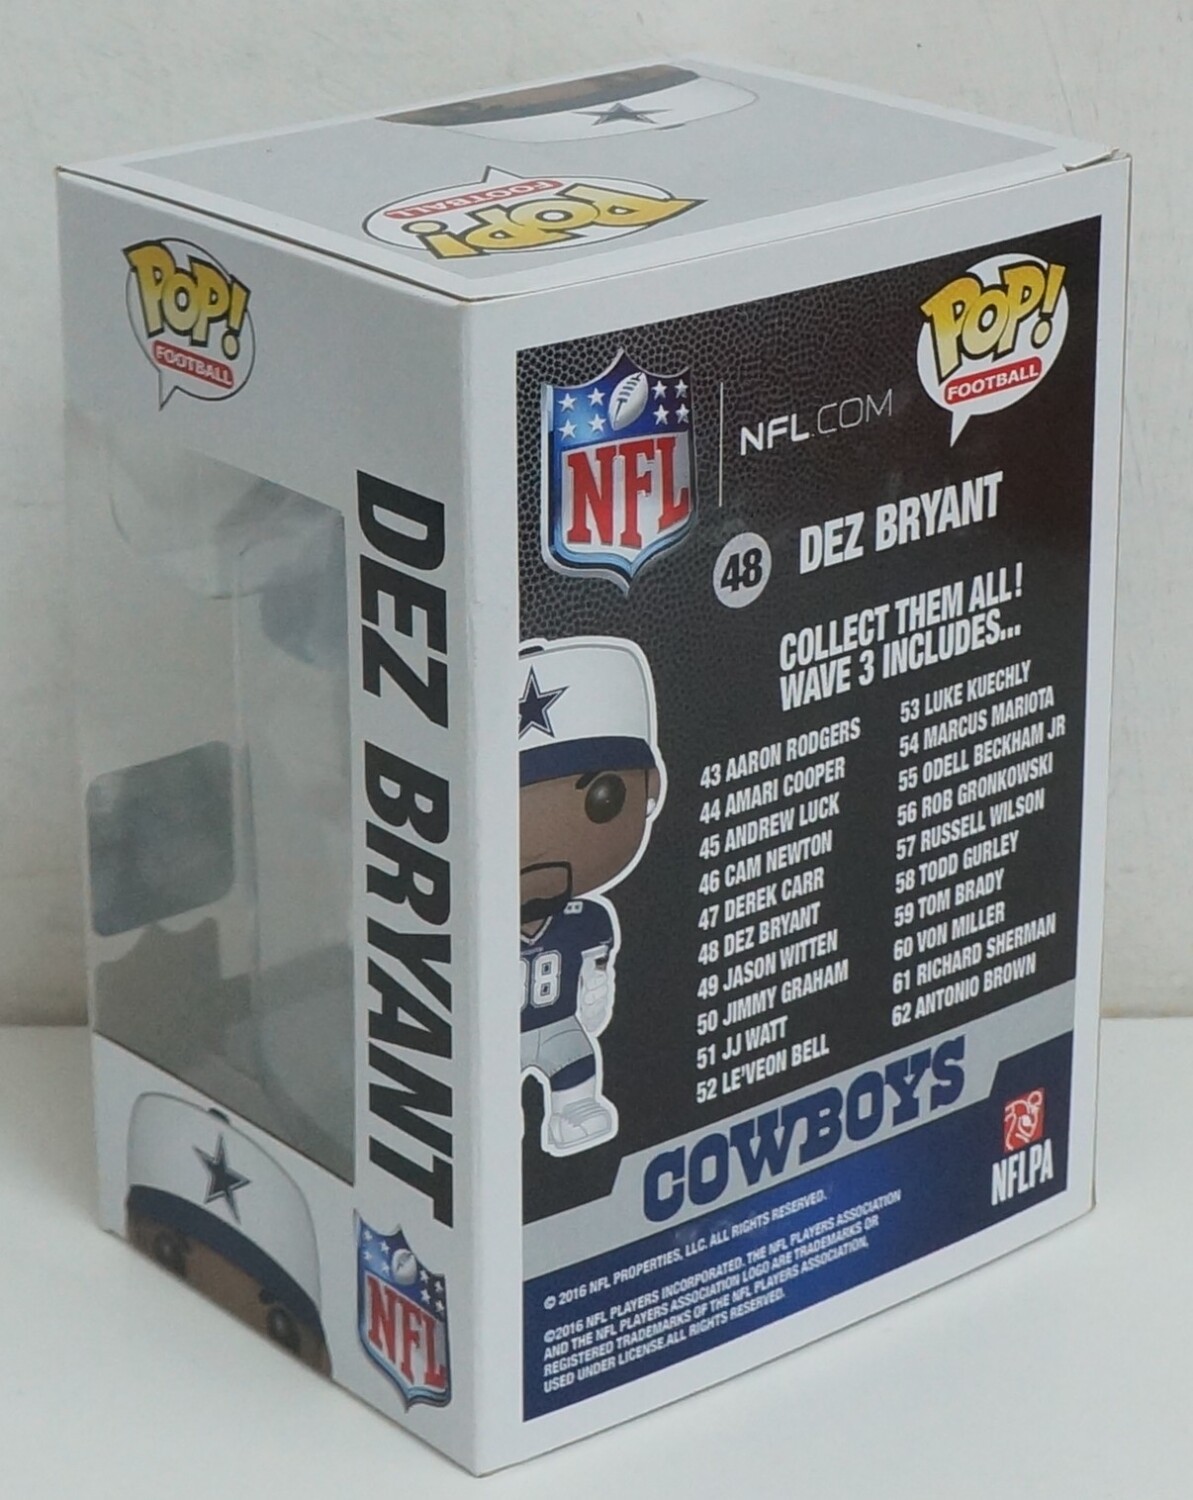 POP!
FOOTBALL
POP!
FOOTBALL
DEZ BRYANT
NFL
NFL
NFL.COM
POP!
FOOTBALL
48 DEZ BRYANT
COLLECT THEM ALL!
WAVE 3 INCLUDES...
43 AARON RODGERS
44 AMARI COOPER
45 ANDREW LUCK
46 CAM NEWTON
47 DEREK CARR
48 DEZ BRYANT
49 JASON WITTEN
50 JIMMY GRAHAM
51 JJ WATT
52 LE'VEON BELL
53 LUKE KUECHLY
54 MARCUS MARIOTA
55 ODELL BECKHAM JR
56 ROB GRONKOWSKI
57 RUSSELL WILSON
58 TODD GURLEY
59 TOM BRADY
60 VON MILLER
61 RICHARD SHERMAN
62 ANTONIO BROWN
88
COWBOYS
NFLPA
© 2016 NFL PROPERTIES, LLC. ALL RIGHTS RESERVED.
©2016 NFL PLAYERS INCORPORATED. THE NFL PLAYERS ASSOCIATION
AND THE NFL PLAYERS ASSOCIATION LOGO ARE TRADEMARKS OR
REGISTERED TRADEMARKS OF THE NFL PLAYERS ASSOCIATION,
USED UNDER LICENSE.ALL RIGHTS RESERVED.